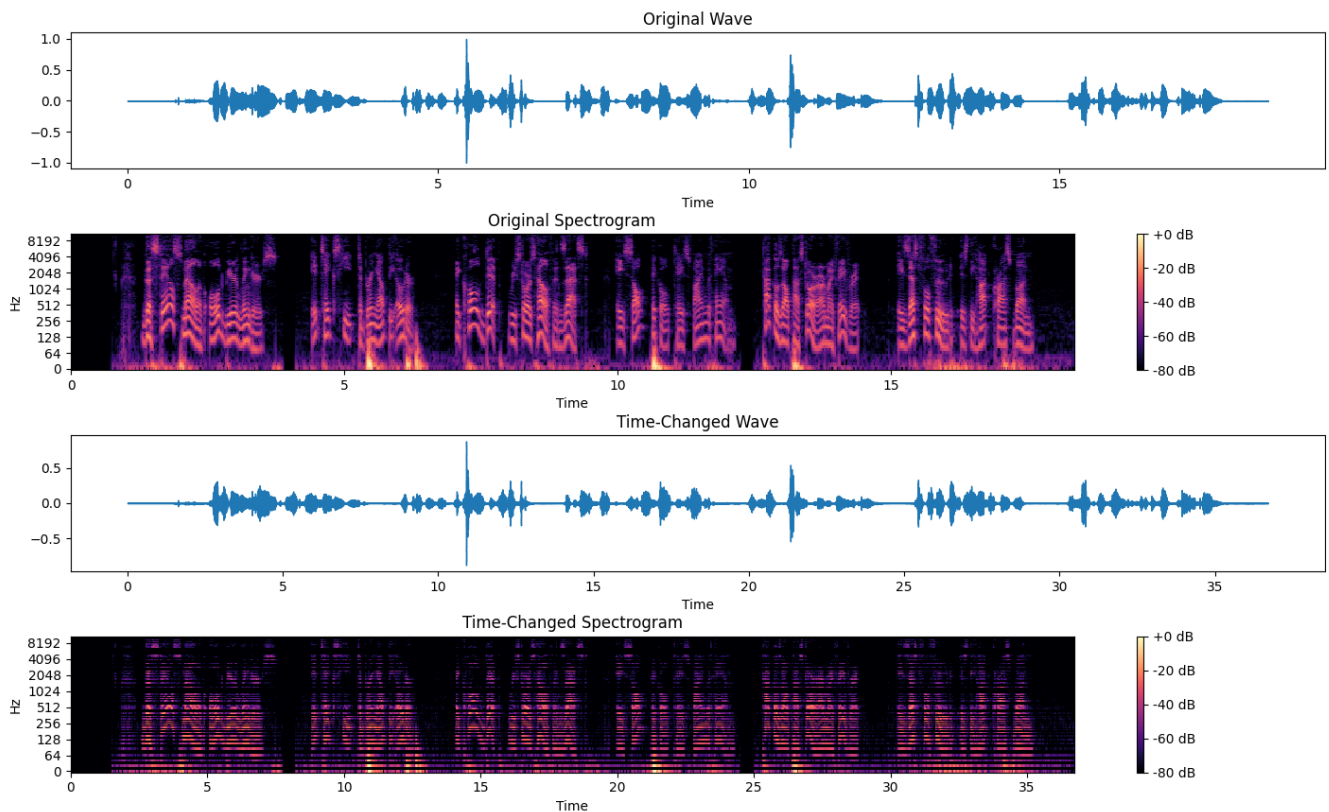 Original Wave
1.0
0.5
0.0
−0.5
−1.0
0 5 10 15
Time
Original Spectrogram
8192
4096
2048
1024
512
256
128
64
0
Hz
0 5 10 15
Time
+0 dB
-20 dB
-40 dB
-60 dB
-80 dB
Time-Changed Wave
0.5
0.0
−0.5
0 5 10 15 20 25 30 35
Time
Time-Changed Spectrogram
8192
4096
2048
1024
512
256
128
64
0
Hz
0 5 10 15 20 25 30 35
Time
+0 dB
-20 dB
-40 dB
-60 dB
-80 dB